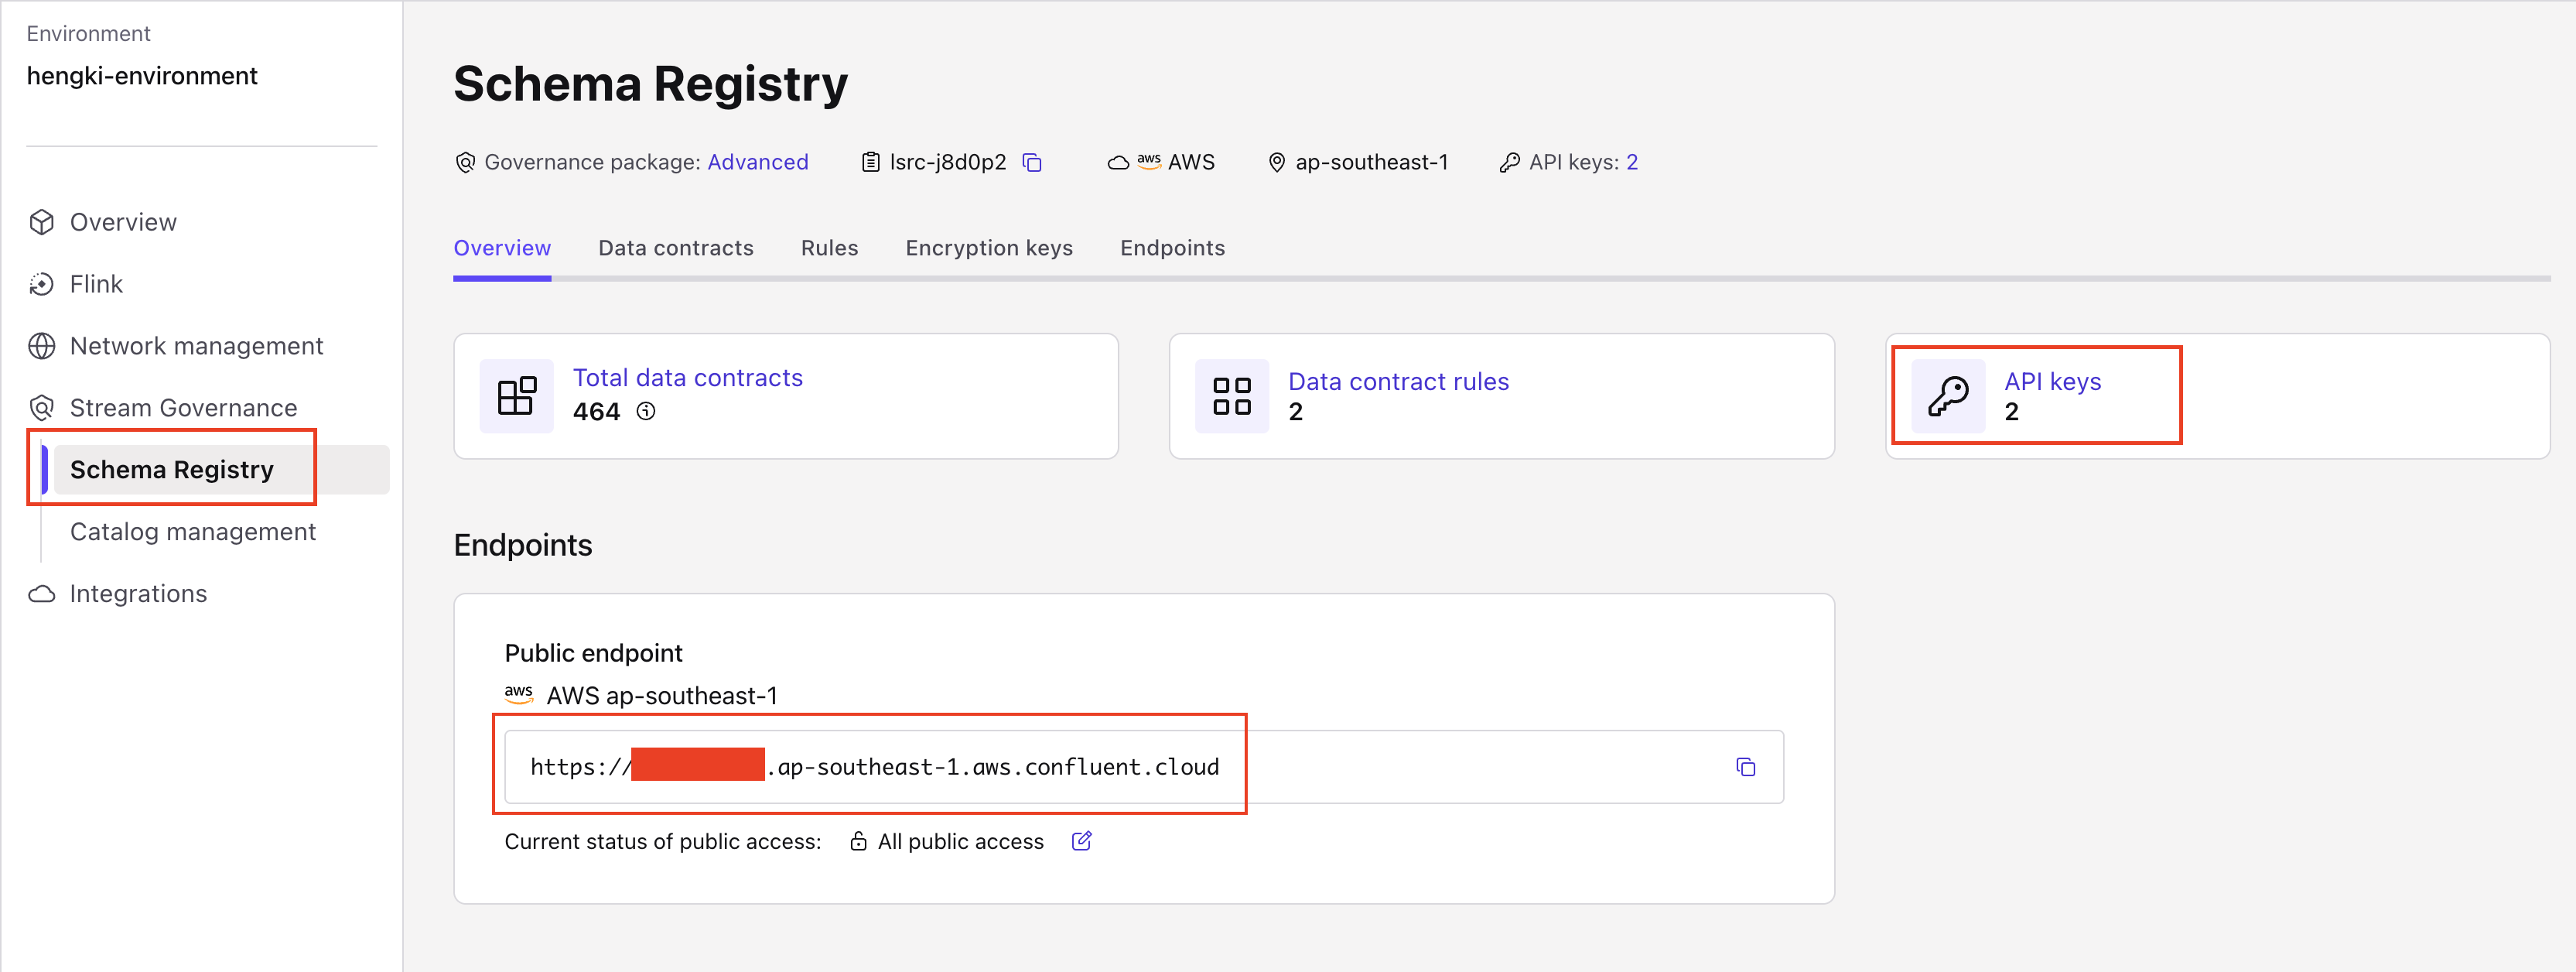 Environment
hengki-environment
Overview
Flink
Network management
Stream Governance
Schema Registry
Catalog management
Integrations
Schema Registry
Governance package: Advanced lsrc-j8d0p2 aws AWS ap-southeast-1 API keys: 2
Overview Data contracts Rules Encryption keys Endpoints
Total data contracts
464
Data contract rules
2
API keys
2
Endpoints
Public endpoint
aws AWS ap-southeast-1
https:// .ap-southeast-1.aws.confluent.cloud
Current status of public access: All public access